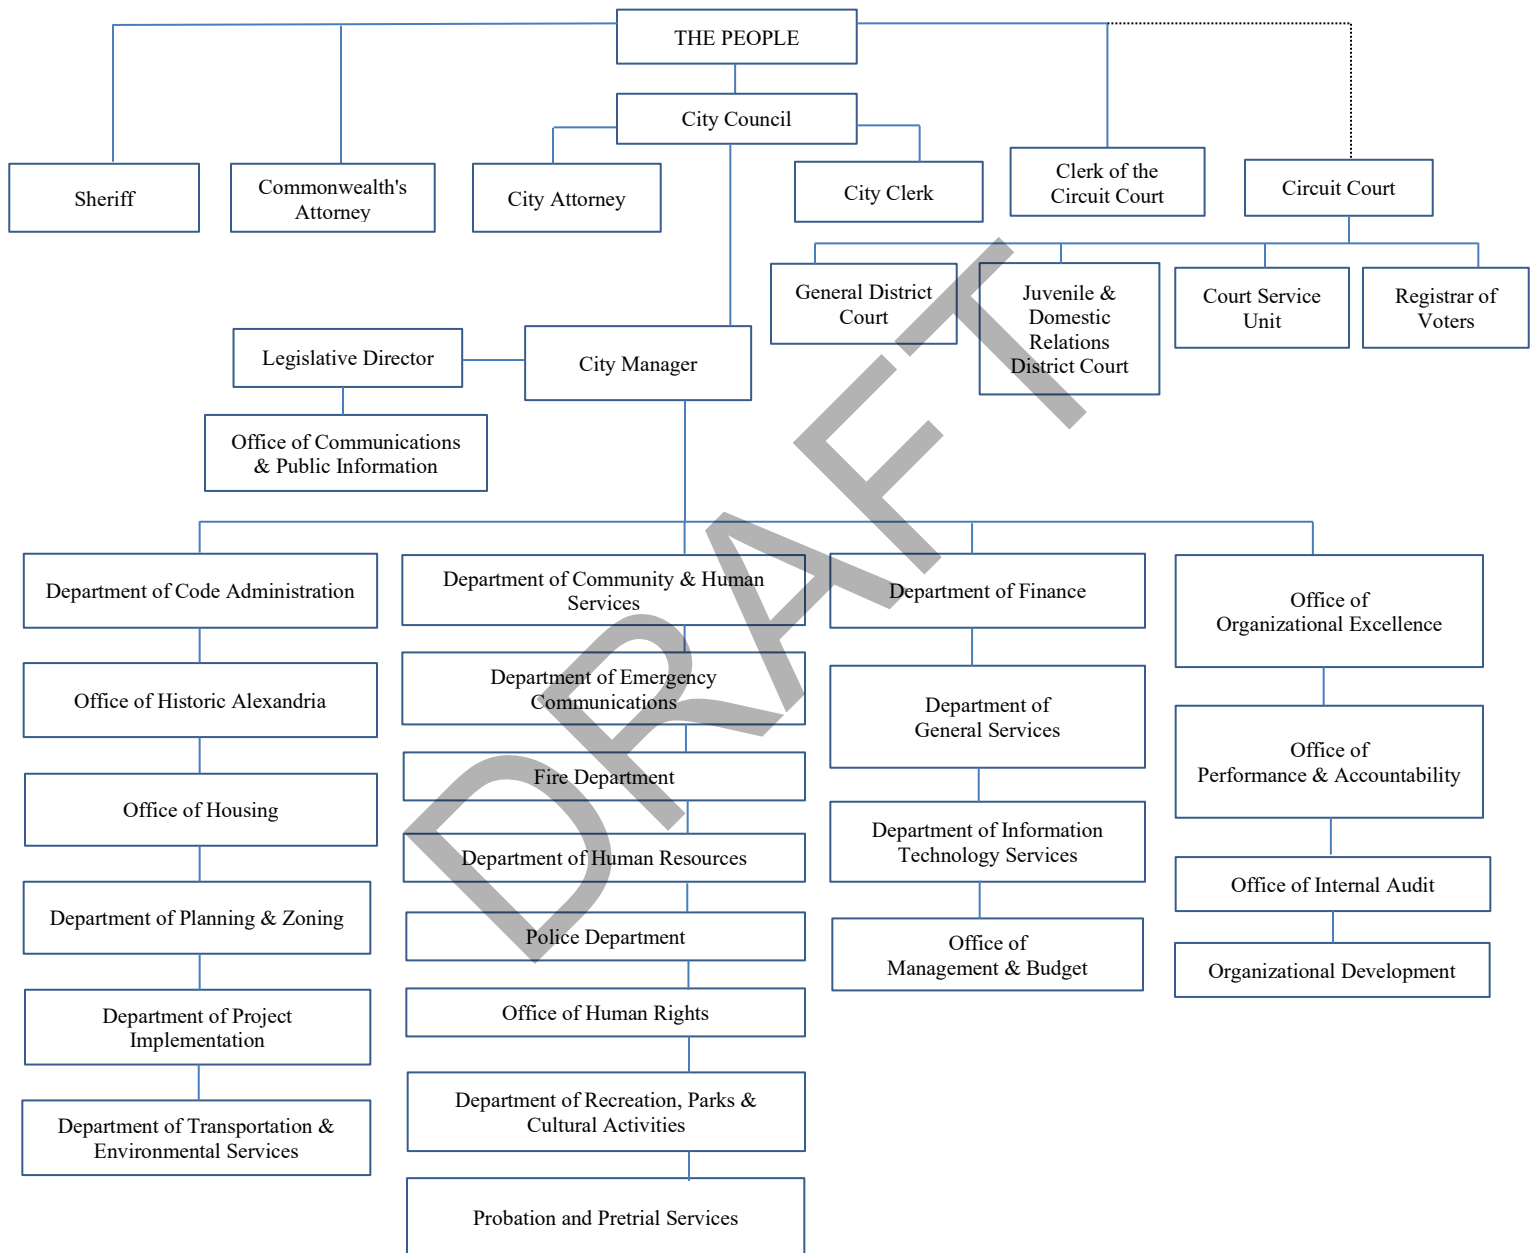 THE PEOPLE
City Council
Sheriff
Commonwealth's
Attorney
City Attorney
City Clerk
Clerk of the
Circuit Court
Circuit Court
General District
Court
Juvenile &
Domestic
Relations
District Court
Court Service
Unit
Registrar of
Voters
Legislative Director
City Manager
Office of Communications
& Public Information
Department of Code Administration
Office of Historic Alexandria
Office of Housing
Department of Planning & Zoning
Department of Project
Implementation
Department of Transportation &
Environmental Services
Department of Community & Human
Services
Department of Emergency
Communications
Fire Department
Department of Human Resources
Police Department
Office of Human Rights
Department of Recreation, Parks &
Cultural Activities
Probation and Pretrial Services
Department of Finance
Department of
General Services
Department of Information
Technology Services
Office of
Management & Budget
Office of
Organizational Excellence
Office of
Performance & Accountability
Office of Internal Audit
Organizational Development
DRAFT